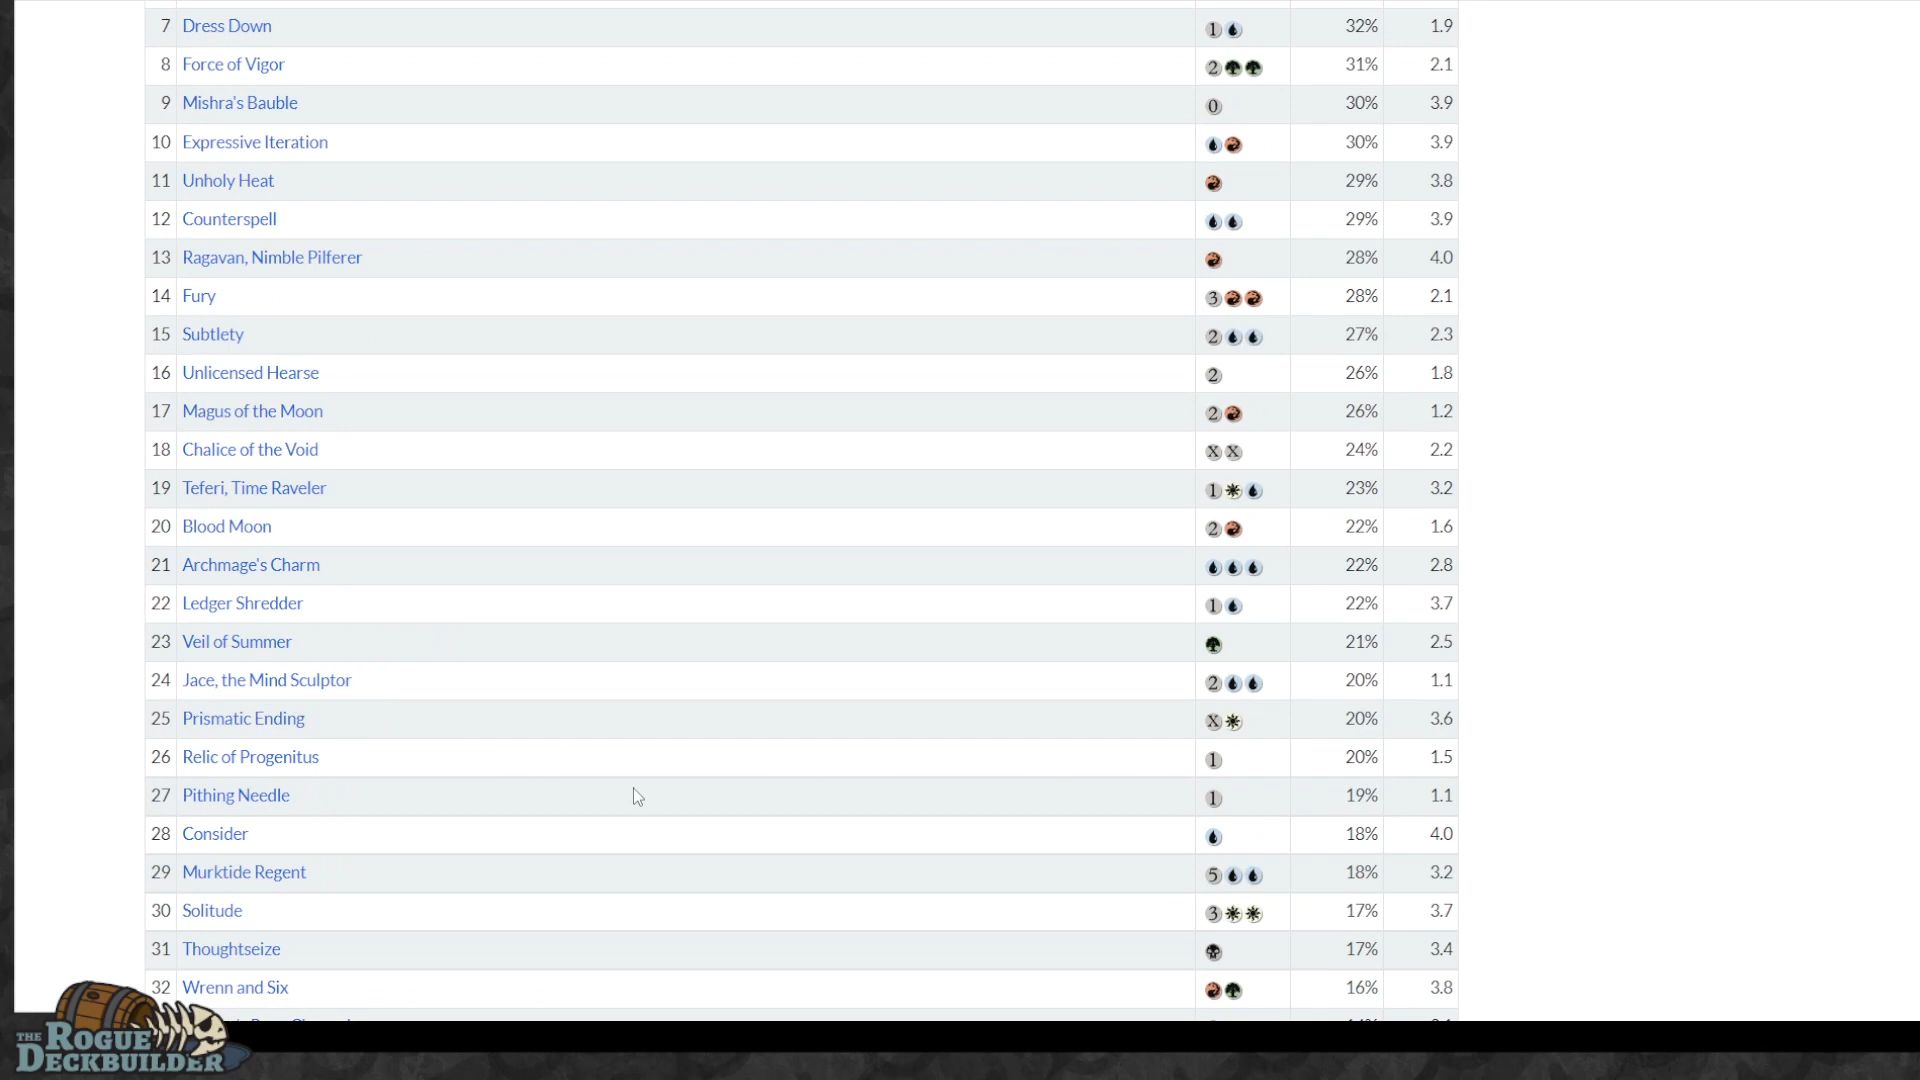 7 Dress Down 1 32% 1.9
8 Force of Vigor 2 31% 2.1
9 Mishra's Bauble 0 30% 3.9
10 Expressive Iteration 30% 3.9
11 Unholy Heat 29% 3.8
12 Counterspell 29% 3.9
13 Ragavan, Nimble Pilferer 28% 4.0
14 Fury 3 28% 2.1
15 Subtlety 2 27% 2.3
16 Unlicensed Hearse 2 26% 1.8
17 Magus of the Moon 2 26% 1.2
18 Chalice of the Void X X 24% 2.2
19 Teferi, Time Raveler 1 23% 3.2
20 Blood Moon 2 22% 1.6
21 Archmage's Charm 22% 2.8
22 Ledger Shredder 1 22% 3.7
23 Veil of Summer 21% 2.5
24 Jace, the Mind Sculptor 2 20% 1.1
25 Prismatic Ending X 20% 3.6
26 Relic of Progenitus 1 20% 1.5
27 Pithing Needle 1 19% 1.1
28 Consider 18% 4.0
29 Murktide Regent 5 18% 3.2
30 Solitude 3 17% 3.7
31 Thoughtseize 17% 3.4
32 Wrenn and Six 16% 3.8
THE ROGUE
DECKBUILDER